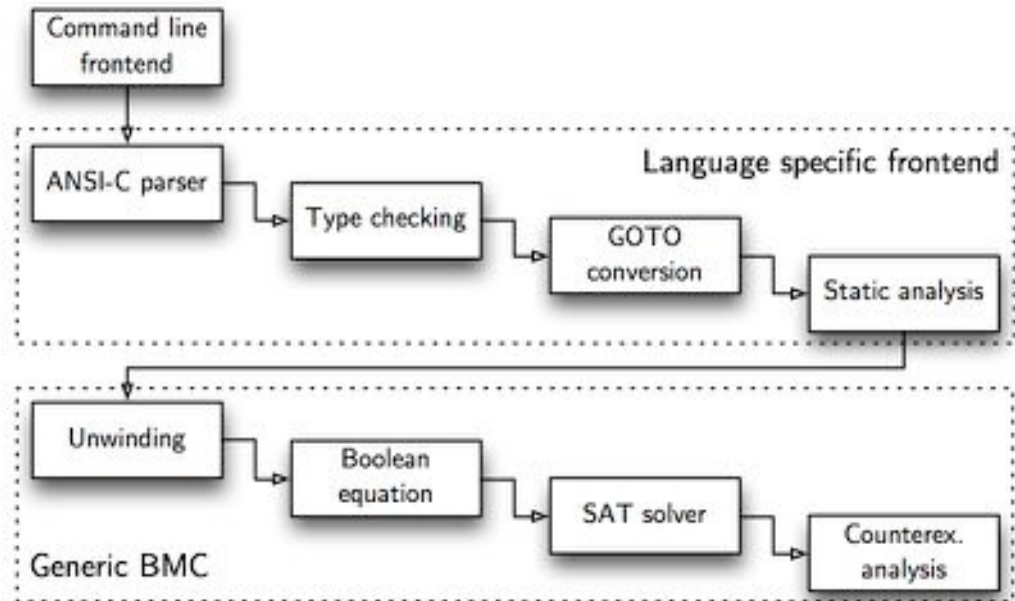 Command line
frontend
Language specific frontend
ANSI-C parser
Type checking
GOTO
conversion
Static analysis
Unwinding
Boolean
equation
SAT solver
Counterex.
analysis
Generic BMC